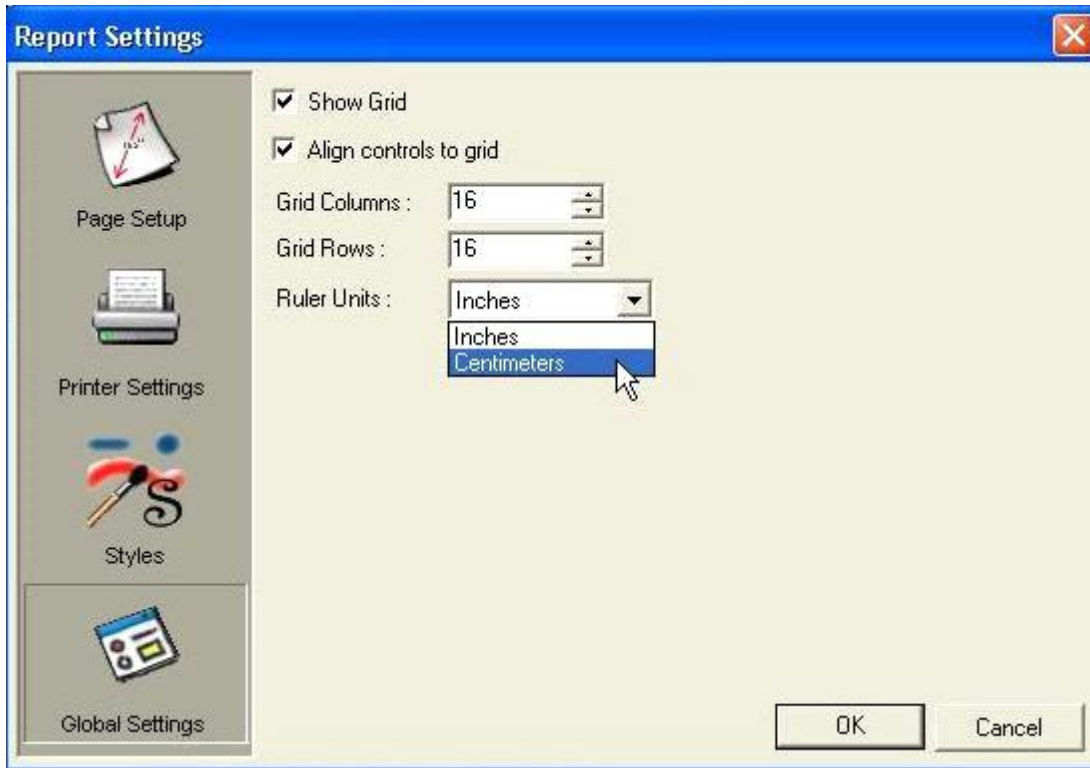 Report Settings
Page Setup
Printer Settings
S
Styles
Global Settings
Show Grid
Align controls to grid
Grid Columns : 16
Grid Rows : 16
Ruler Units : Inches
Inches
Centimeters
OK Cancel